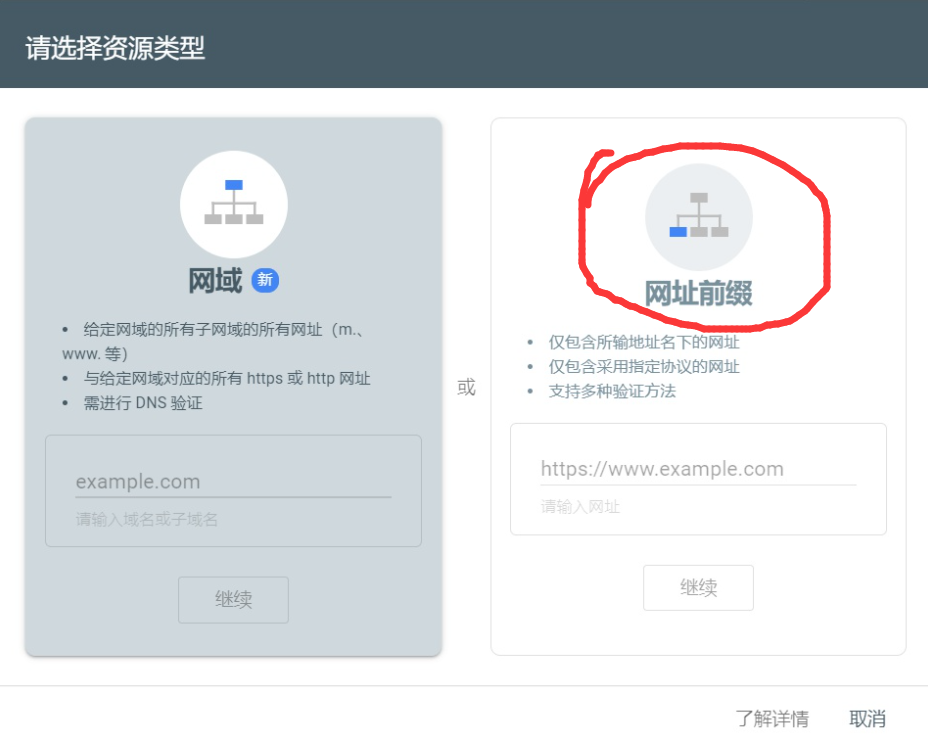 请选择资源类型
网域 新
• 给定网域的所有子网域的所有网址（m.、
www. 等）
• 与给定网域对应的所有 https 或 http 网址
• 需进行 DNS 验证
example.com
请输入域名或子域名
继续
或
网址前缀
• 仅包含所输地址名下的网址
• 仅包含采用指定协议的网址
• 支持多种验证方法
https://www.example.com
请输入网址
继续
了解详情 取消